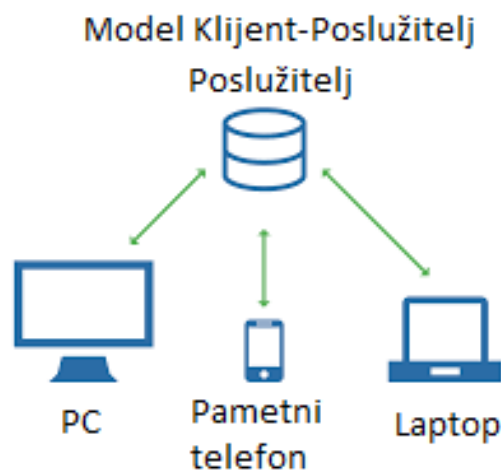 Model Klijent-Poslužitelj
Poslužitelj
PC
Pametni
telefon
Laptop